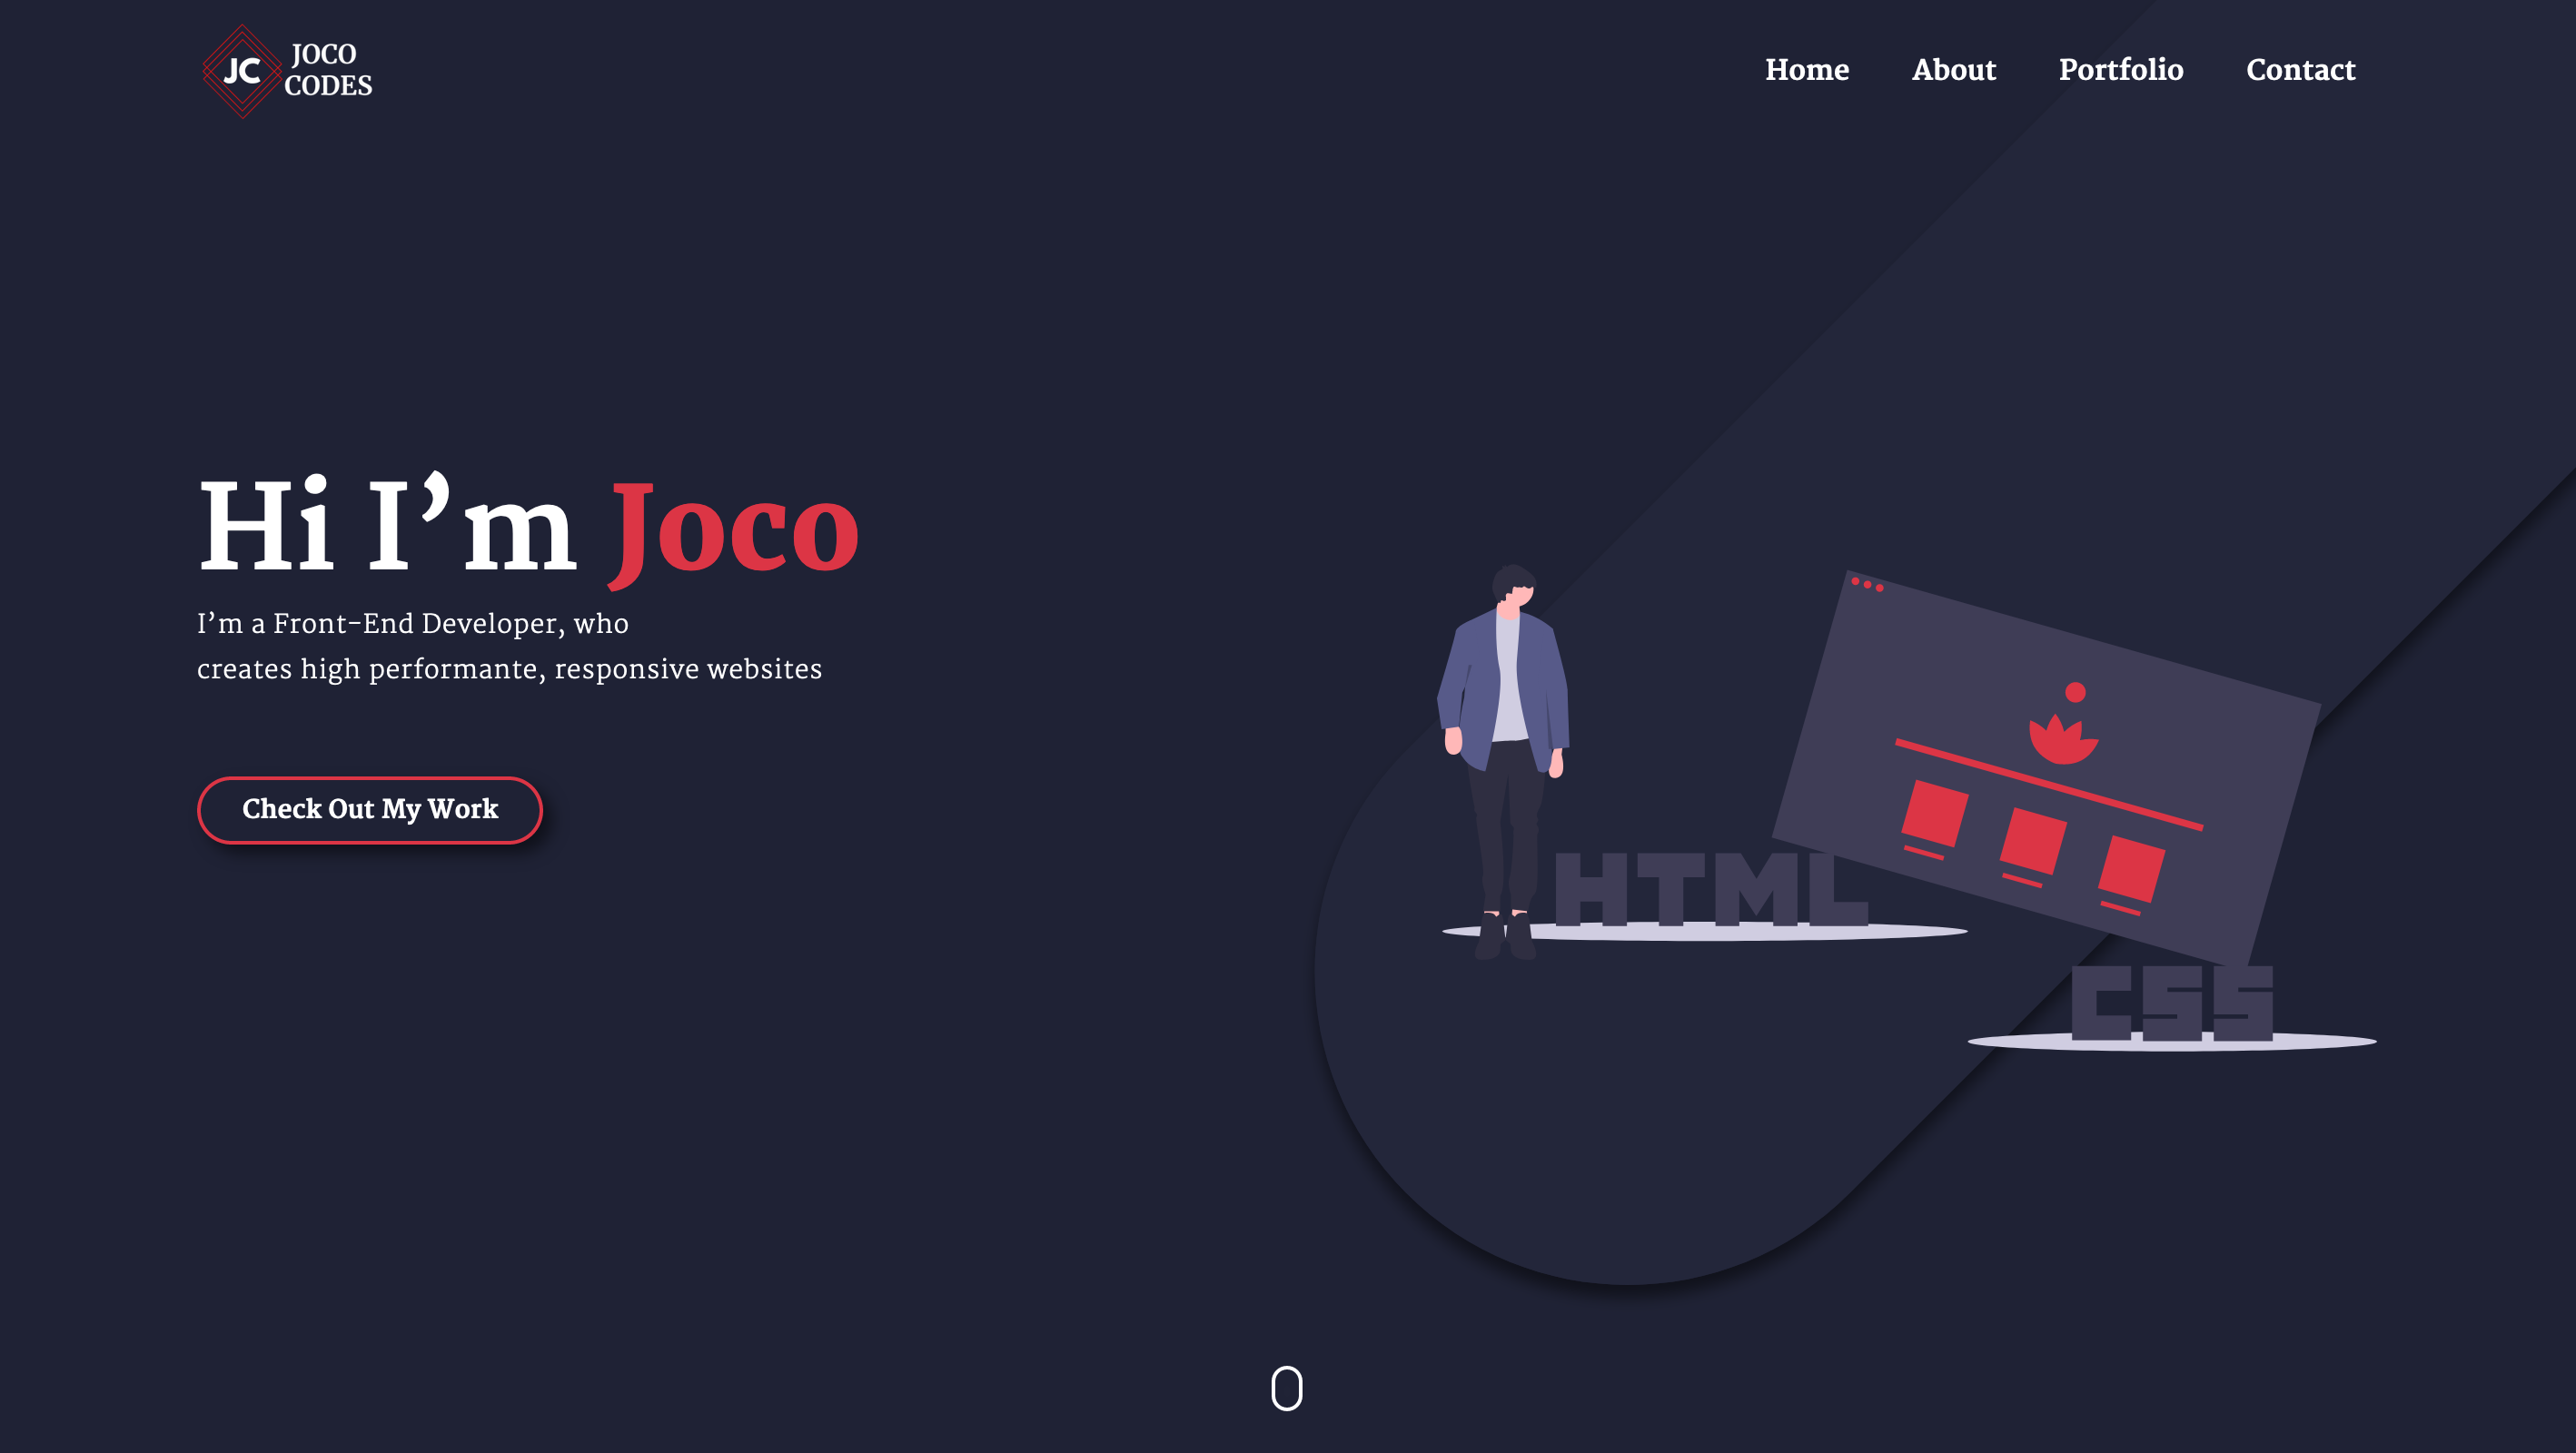 JC
JOCO
CODES
Home About Portfolio Contact
Hi I’m Joco
I’m a Front-End Developer, who
creates high performante, responsive websites
Check Out My Work
HTML
CSS